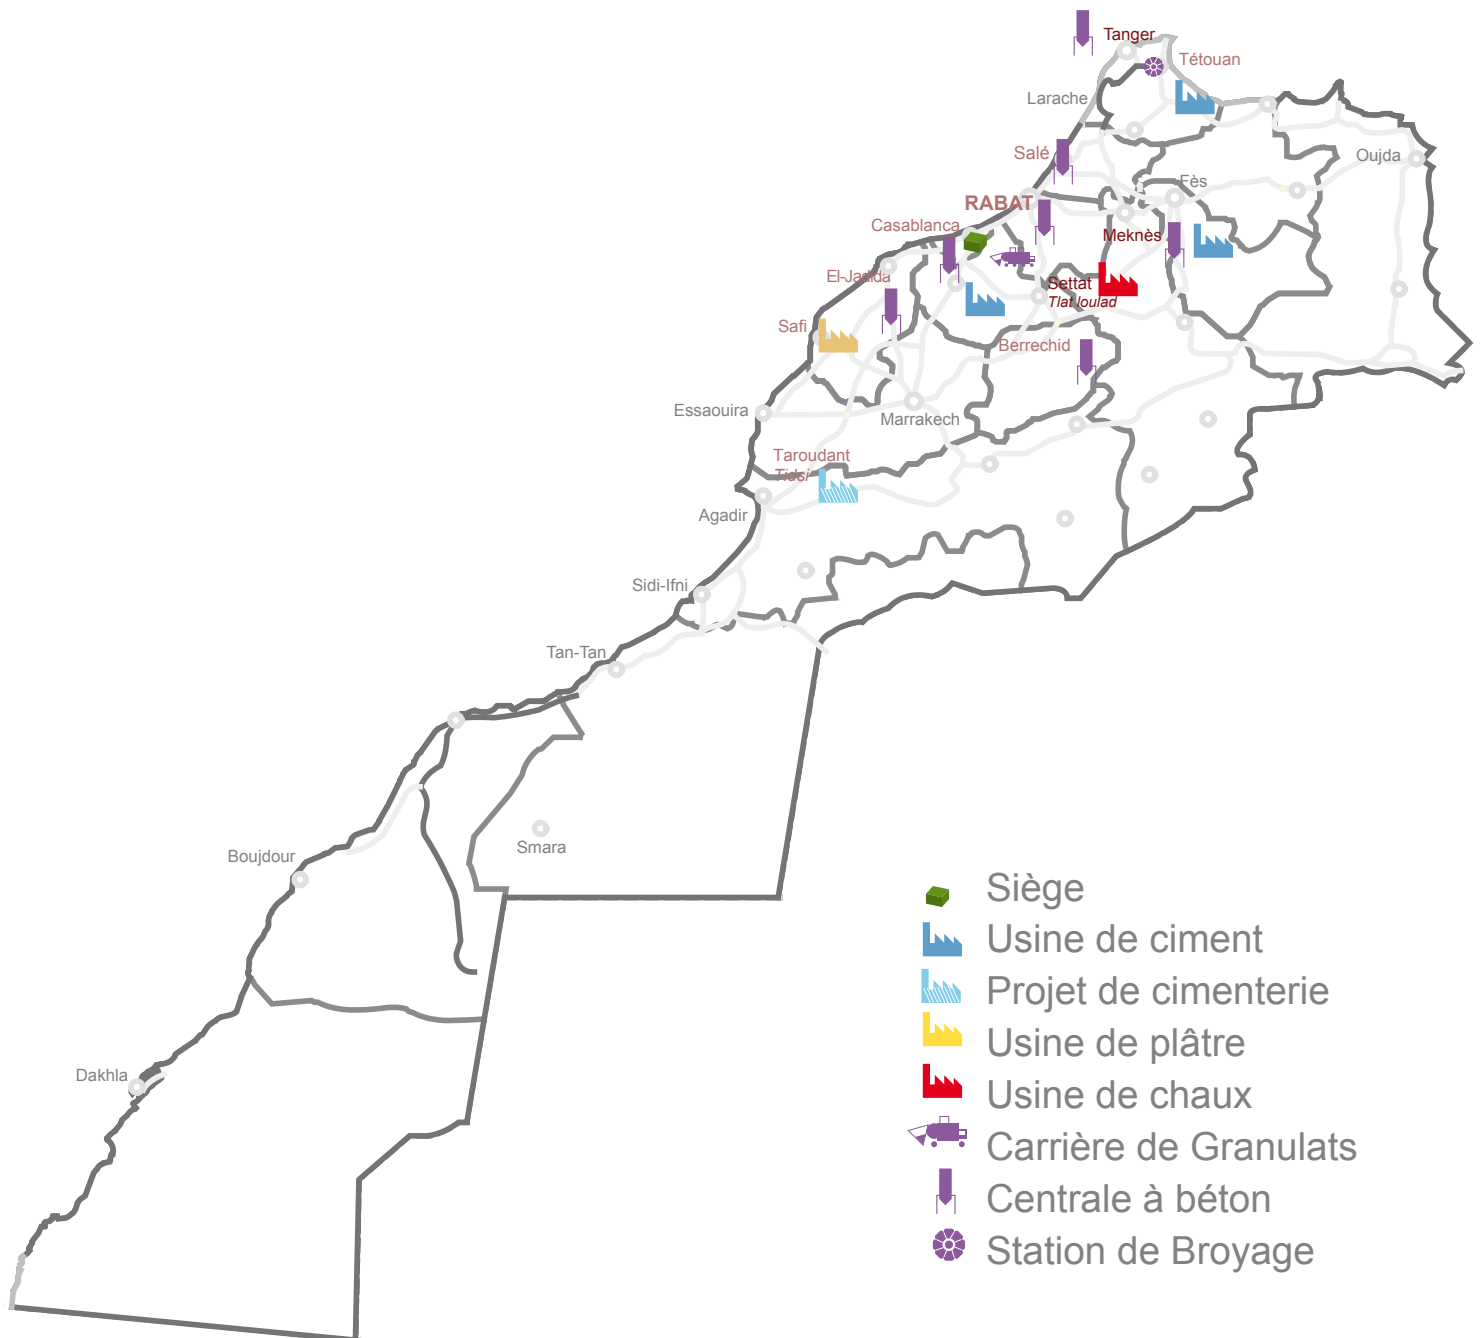 Tanger
Tétouan
Larache
Salé
Oujda
Fès
RABAT
Casablanca
Meknès
El-Jadida
Settat
Tlat loulad
Safi
Berrechid
Essaouira
Marrakech
Taroudant
Tidsi
Agadir
Sidi-Ifni
Tan-Tan
Smara
Boujdour
Dakhla
Siège
Usine de ciment
Projet de cimenterie
Usine de plâtre
Usine de chaux
Carrière de Granulats
Centrale à béton
Station de Broyage